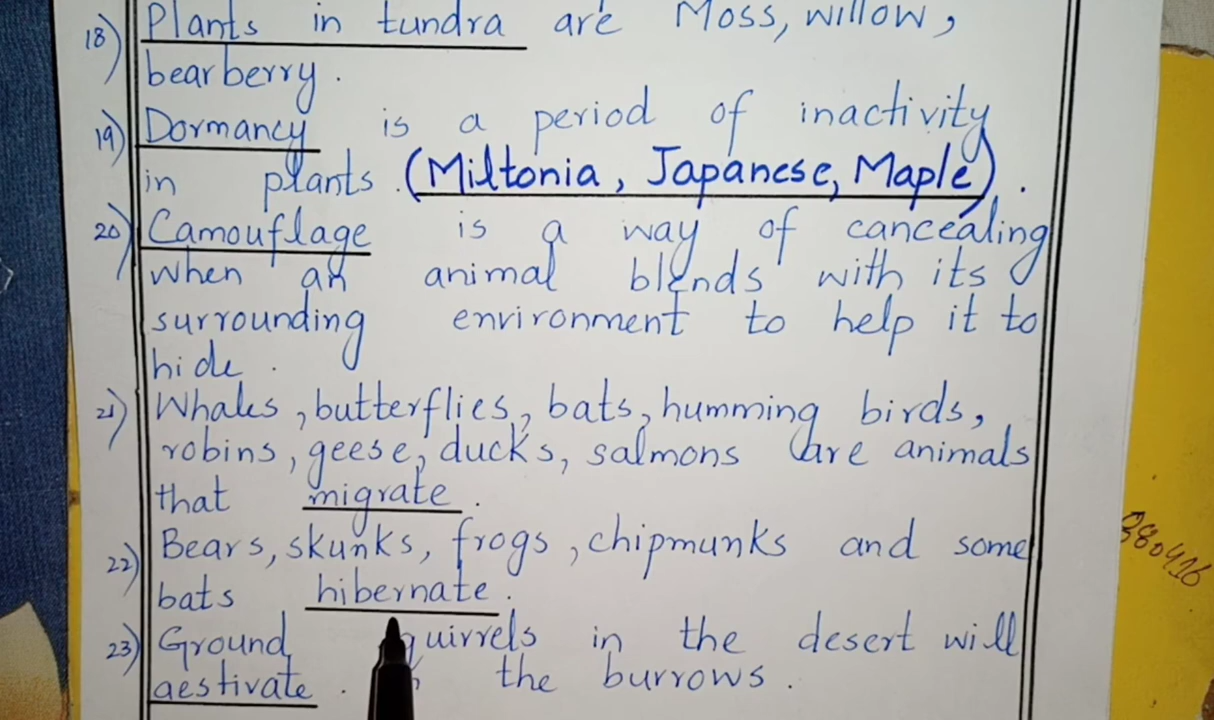 18) Plants in tundra are Moss, willow,
bearberry.
19) Dormancy is a period of inactivity
in plants (Miltonia, Japanese, Maple).
20) Camouflage is a way of cancealing
when an animal blends with its
surrounding environment to help it to
hide.
21) Whales, butterflies, bats, humming birds,
robins, geese, ducks, salmons are animals
that migrate.
22) Bears, skunks, frogs, chipmunks and some
bats hibernate.
23) Ground quirrels in the desert will
aestivate. the burrows.
380416